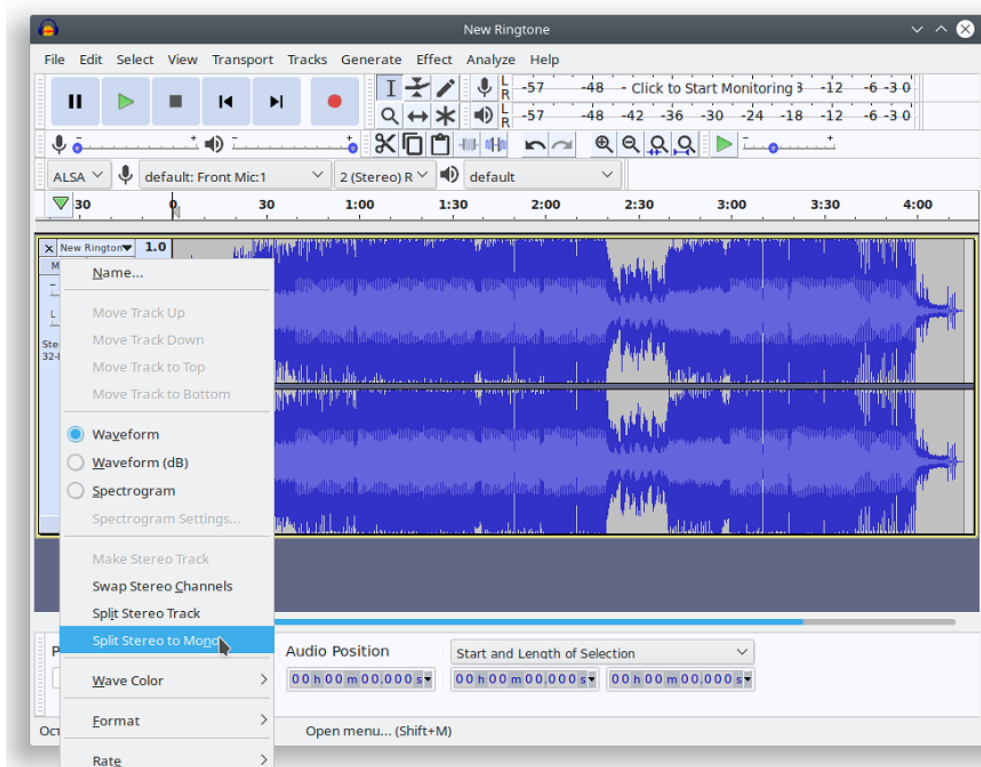 New Ringtone
File Edit Select View Transport Tracks Generate Effect Analyze Help
L R -57 -48 - Click to Start Monitoring -12 -6 -3 0
L R -57 -48 -42 -36 -30 -24 -18 -12 -6 -3 0
- + - +
- +
ALSA default: Front Mic:1 2 (Stereo) R default
30 0 30 1:00 1:30 2:00 2:30 3:00 3:30 4:00
× New Rington 1.0
M
L
Ste
32-
Name...
Move Track Up
Move Track Down
Move Track to Top
Move Track to Bottom
Waveform
Waveform (dB)
Spectrogram
Spectrogram Settings...
Make Stereo Track
Swap Stereo Channels
Split Stereo Track
Split Stereo to Mono
Wave Color
Format
Rate
P
Audio Position
Start and Length of Selection
00 h 00 m 00.000 s 00 h 00 m 00.000 s 00 h 00 m 00.000 s
Ост
Open menu... (Shift+M)